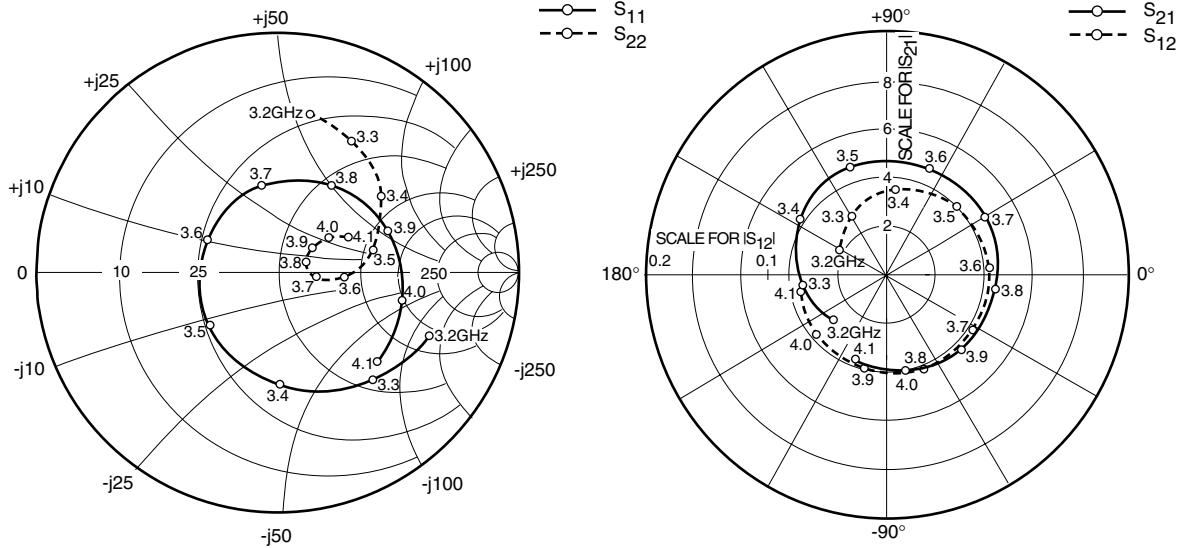 +j50
S11
S22
+j25
+j100
3.2GHz
3.3
3.7
3.8
+j250
+j10
3.4
3.6
4.0
3.9
4.1
3.9
3.5
3.8
0
10
25
250
3.7
3.6
4.0
3.5
3.2GHz
4.1
3.3
3.4
-j10
-j250
-j25
-j100
-j50
+90°
S21
S12
SCALE FOR |S21|
8
6
3.5
3.6
4
3.4
3.4
3.3
3.5
3.7
2
SCALE FOR |S12|
0.2
0.1
3.2GHz
3.6
180°
0°
3.3
4.1
3.8
3.2GHz
3.7
4.0
4.1
3.8
3.9
3.9
4.0
-90°